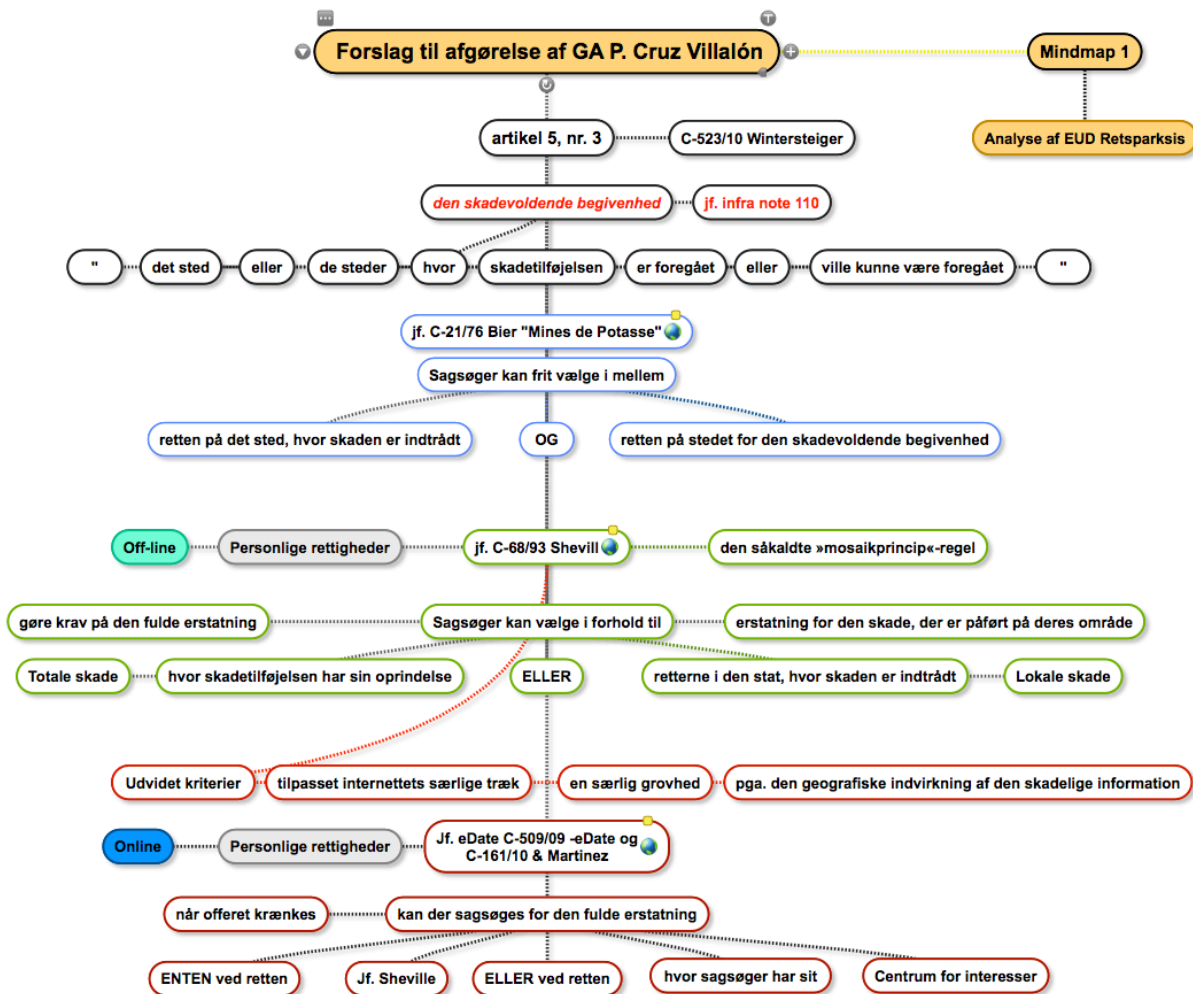 Forslag til afgørelse af GA P. Cruz Villalón
Mindmap 1
artikel 5, nr. 3
C-523/10 Wintersteiger
Analyse af EUD Retsparksis
den skadevoldende begivenhed
jf. infra note 110
" det sted eller de steder hvor skadetilføjelsen er foregået eller ville kunne være foregået "
jf. C-21/76 Bier "Mines de Potasse"
Sagsøger kan frit vælge i mellem
retten på det sted, hvor skaden er indtrådt
OG
retten på stedet for den skadevoldende begivenhed
Off-line
Personlige rettigheder
jf. C-68/93 Shevill
den såkaldte »mosaikprincip«-regel
gøre krav på den fulde erstatning
Sagsøger kan vælge i forhold til
erstatning for den skade, der er påført på deres område
Totale skade
hvor skadetilføjelsen har sin oprindelse
ELLER
retterne i den stat, hvor skaden er indtrådt
Lokale skade
Udvidet kriterier
tilpasset internettets særlige træk
en særlig grovhed
pga. den geografiske indvirkning af den skadelige information
Online
Personlige rettigheder
Jf. eDate C-509/09 -eDate og
C-161/10 & Martinez
når offeret krænkes
kan der sagsøges for den fulde erstatning
ENTEN ved retten
Jf. Sheville
ELLER ved retten
hvor sagsøger har sit
Centrum for interesser